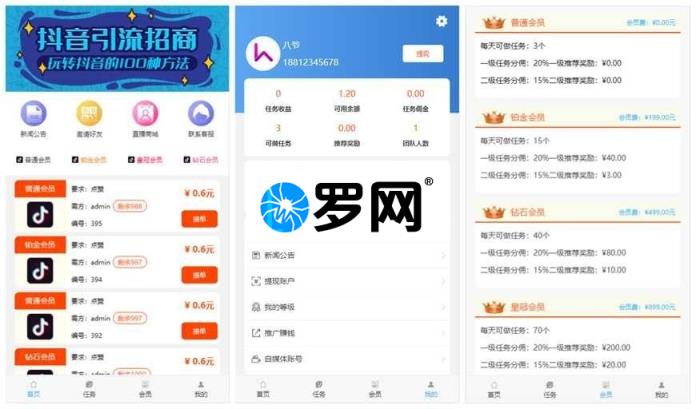 抖音引流招商
玩转抖音的100种方法
新闻公告
邀请好友
直播商城
联系客服
普通会员
铂金会员
皇冠会员
钻石会员
普通会员
要求：点赞
需方：admin
剩余988
编号：395
¥ 0.6元
接单
铂金会员
要求：点赞
需方：admin
剩余987
编号：394
¥ 0.6元
接单
普通会员
要求：点赞
需方：admin
剩余997
编号：392
¥ 0.6元
接单
钻石会员
要求：点赞
需方：admin
¥ 0.6元
首页
任务
会员
我的
八爷
18812345678
提现
0
任务收益
1.20
可用余额
0.00
任务佣金
3
可做任务
0.00
推荐奖励
1
团队人数
罗网®
新闻公告
提现账户
我的等级
推广赚钱
自媒体账号
首页
任务
会员
我的
普通会员
会员费：¥0.00元
每天可做任务：3个
一级任务分佣：20%一级推荐奖励：¥0.00
二级任务分佣：15%二级推荐奖励：¥0.00
铂金会员
会员费：¥199.00元
每天可做任务：15个
一级任务分佣：20%一级推荐奖励：¥40.00
二级任务分佣：15%二级推荐奖励：¥3.00
钻石会员
会员费：¥499.00元
每天可做任务：40个
一级任务分佣：20%一级推荐奖励：¥80.00
二级任务分佣：15%二级推荐奖励：¥10.00
皇冠会员
会员费：¥899.00元
每天可做任务：70个
一级任务分佣：20%一级推荐奖励：¥200.00
二级任务分佣：15%二级推荐奖励：¥20.00
首页
任务
会员
我的